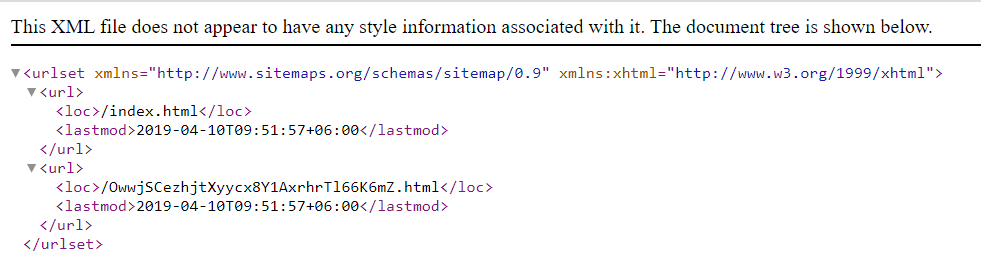 This XML file does not appear to have any style information associated with it. The document tree is shown below.
▼<urlset xmlns="http://www.sitemaps.org/schemas/sitemap/0.9" xmlns:xhtml="http://www.w3.org/1999/xhtml">
▼<url>
<loc>/index.html</loc>
<lastmod>2019-04-10T09:51:57+06:00</lastmod>
</url>
▼<url>
<loc>/OwwjSCezhjtXyycx8Y1AxrhrTl66K6mZ.html</loc>
<lastmod>2019-04-10T09:51:57+06:00</lastmod>
</url>
</urlset>